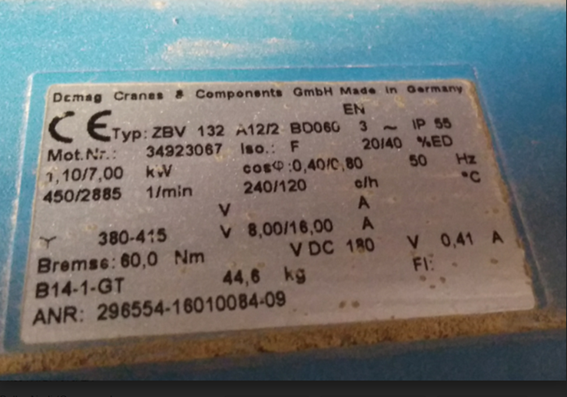 Demag Cranes & Components GmbH Made in Germany
EN
CE Typ: ZBV 132 A12/2 B060 3 ~ IP 55
Mot.Nr.: 34923067 Iso.: F 20/40 %ED
1,10/7,00 kW cosφ:0,40/0,80 50 Hz
450/2885 1/min 240/120 c/h °C
V A
Y 380-415 V 8,00/16,00 A
Bremse: 60,0 Nm V DC 180 V 0,41 A
B14-1-GT 44,6 kg FI:
ANR: 296554-16010084-09